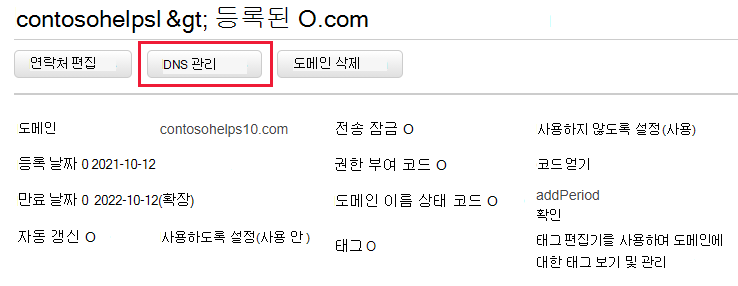 contosohelpsl &gt; 등록된 O.com
연락처 편집 DNS 관리 도메인 삭제
도메인 contosohelps10.com 전송 잠금 O 사용하지 않도록 설정(사용)
등록 날짜 0 2021-10-12 권한 부여 코드 O 코드 얻기
만료 날짜 0 2022-10-12(확장) 도메인 이름 상태 코드 O addPeriod
확인
자동 갱신 O 사용하도록 설정(사용 안 ) 태그 O 태그 편집기를 사용하여 도메인에
대한 태그 보기 및 관리